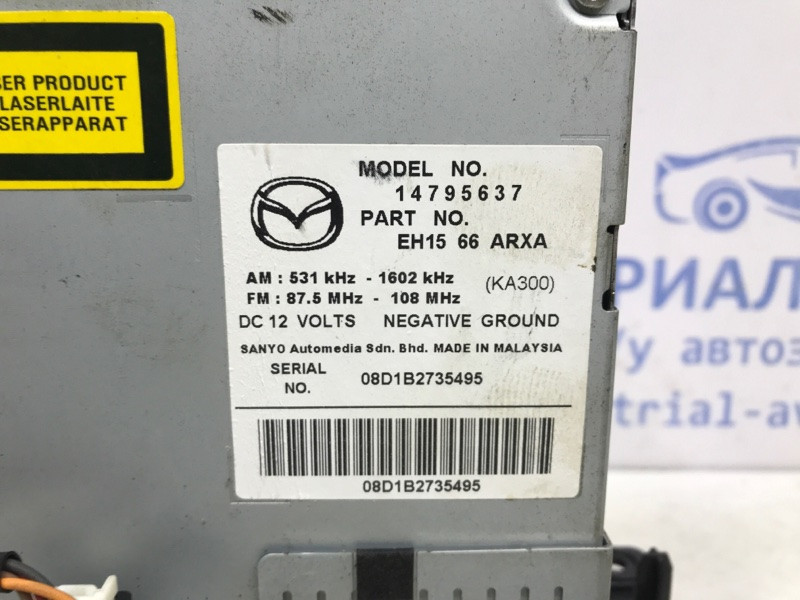 SER PRODUCT
LASERLAITE
SERAPPARAT
MODEL NO.
14795637
PART NO.
EH15 66 ARXA
AM : 531 kHz - 1602 kHz (KA300)
FM : 87.5 MHz - 108 MHz
DC 12 VOLTS NEGATIVE GROUND
SANYO Automedia Sdn. Bhd. MADE IN MALAYSIA
SERIAL NO. 08D1B2735495
08D1B2735495
РИАЛ
/у автоз
trial-av